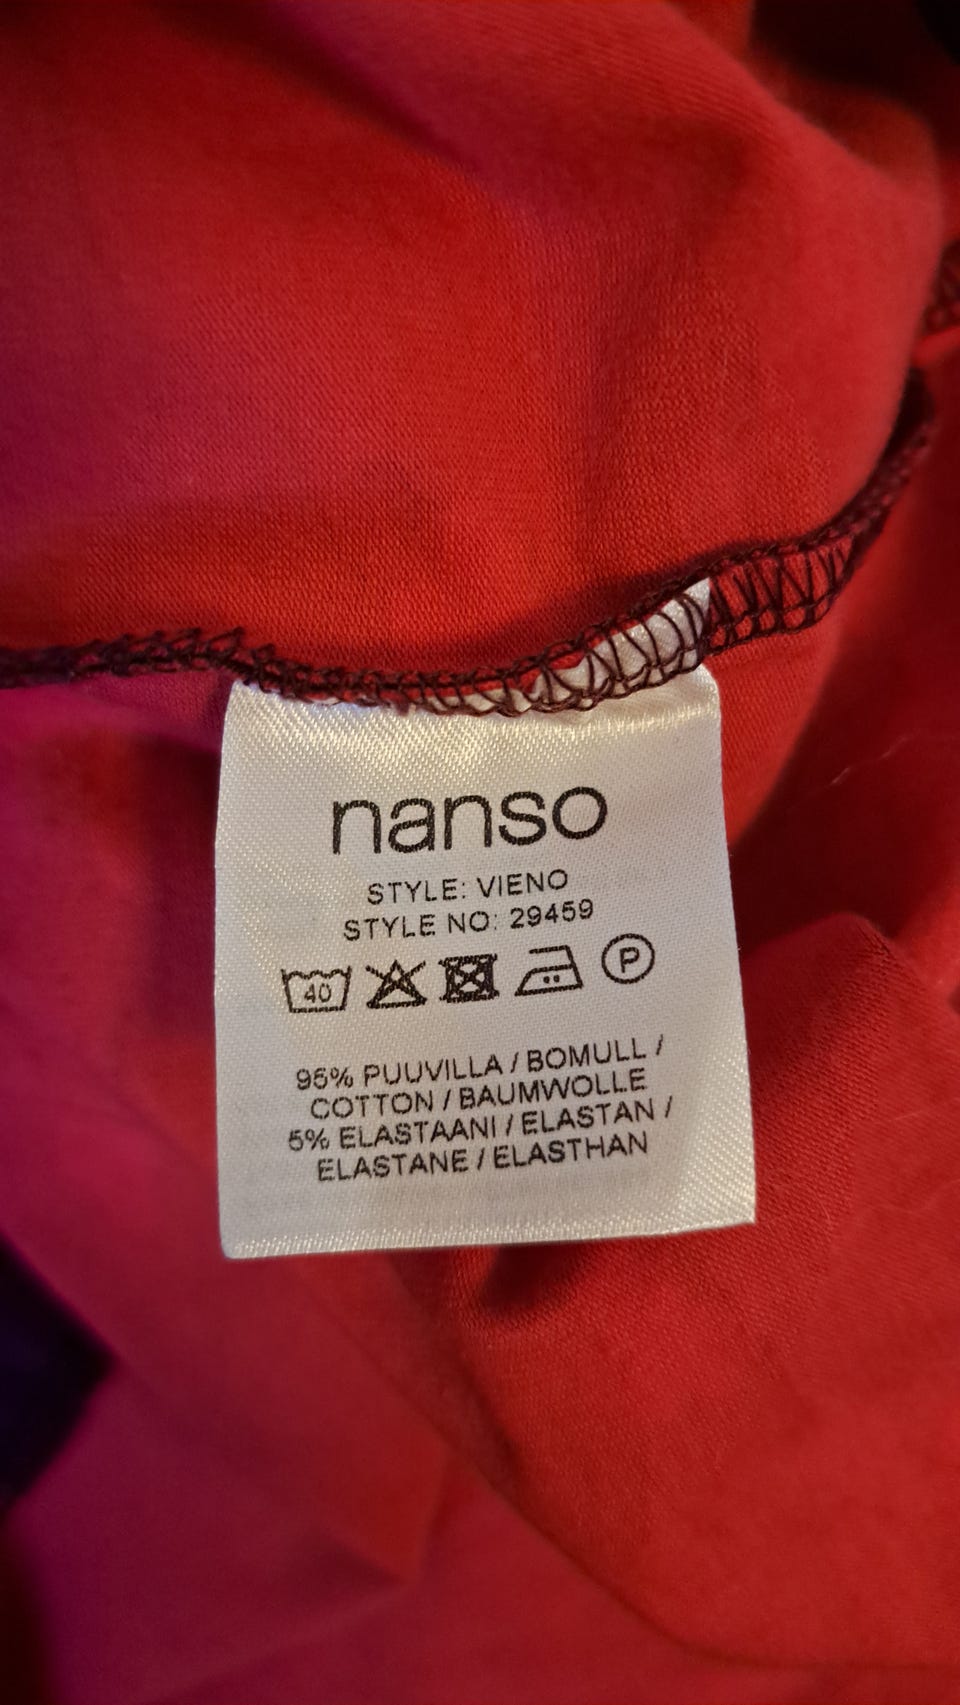 nanso
STYLE: VIENO
STYLE NO: 29459
40 P
95% PUUVILLA / BOMULL /
COTTON / BAUMWOLLE
5% ELASTAANI / ELASTAN /
ELASTANE / ELASTHAN